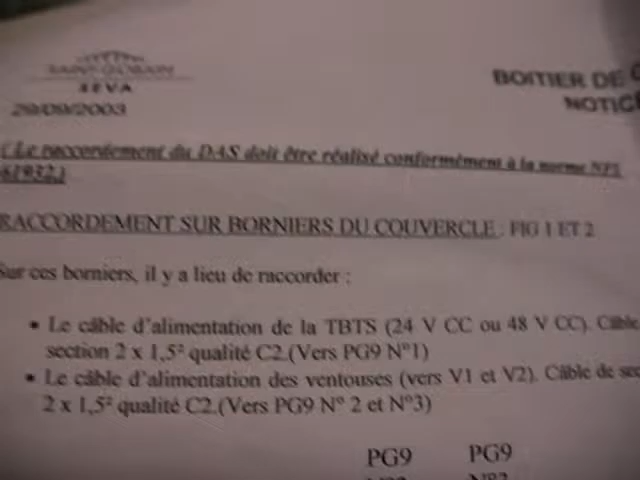 SAINT-GOBAIN
SEVA
BOITIER DE
29/09/2003
NOTIC
( Le raccordement du DAS doit être réalisé conformément à la norme NFS
61932.)
RACCORDEMENT SUR BORNIERS DU COUVERCLE. FIG 1 ET 2
Sur ces borniers, il y a lieu de raccorder :
• Le câble d'alimentation de la TBTS (24 V CC ou 48 V CC). Câble
section 2 x 1,5² qualité C2.(Vers PG9 N°1)
• Le câble d'alimentation des ventouses (vers V1 et V2). Câble de sec
2 x 1,5² qualité C2.(Vers PG9 N° 2 et N°3)
PG9 PG9